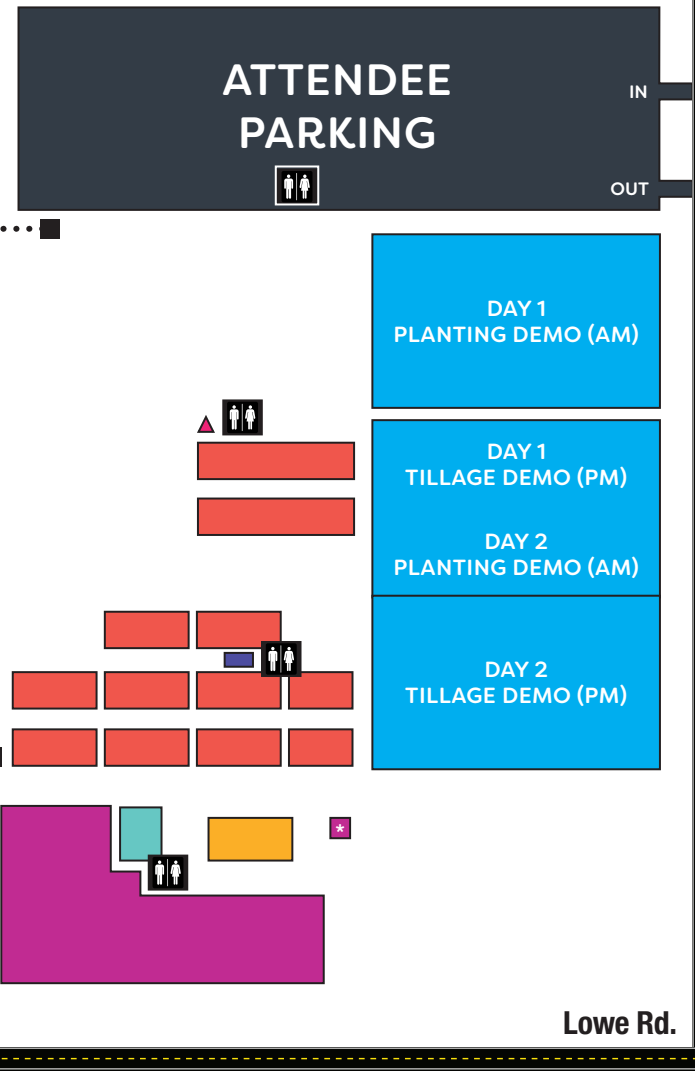 ATTENDEE
PARKING
IN
OUT
DAY 1
PLANTING DEMO (AM)
DAY 1
TILLAGE DEMO (PM)
DAY 2
PLANTING DEMO (AM)
DAY 2
TILLAGE DEMO (PM)
*
Lowe Rd.